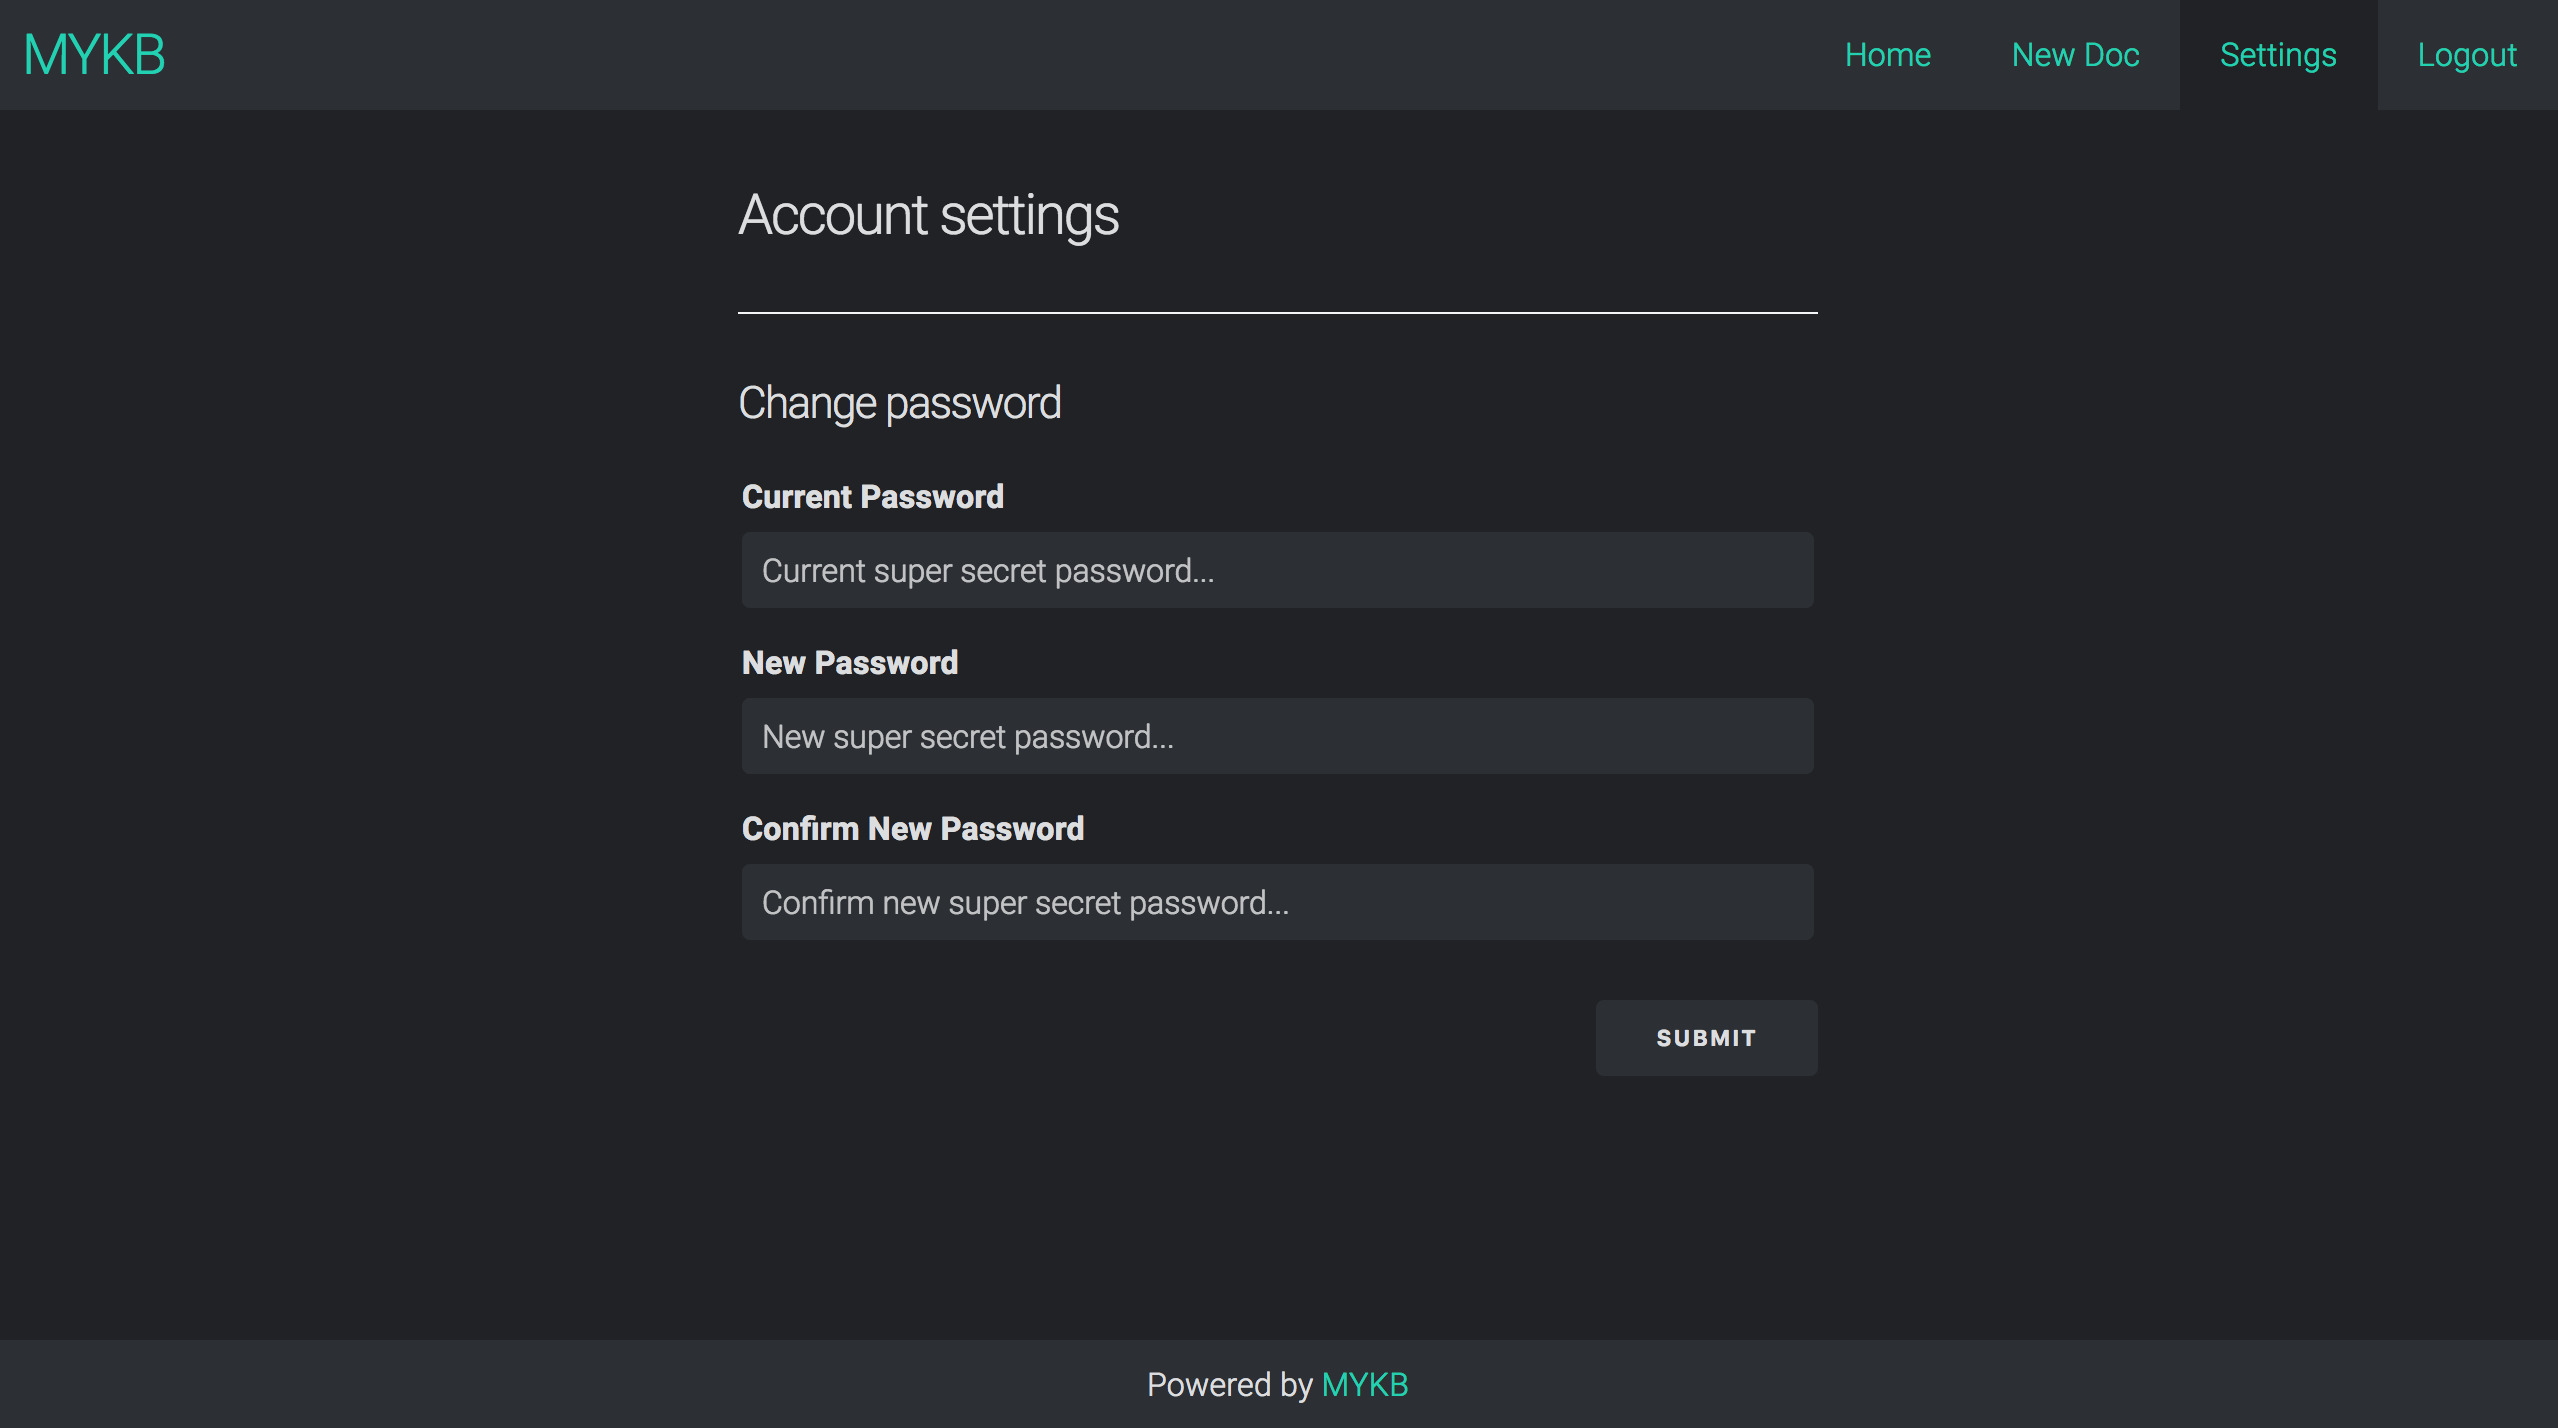 MYKB
Home New Doc Settings Logout
Account settings
Change password
Current Password
Current super secret password...
New Password
New super secret password...
Confirm New Password
Confirm new super secret password...
SUBMIT
Powered by MYKB